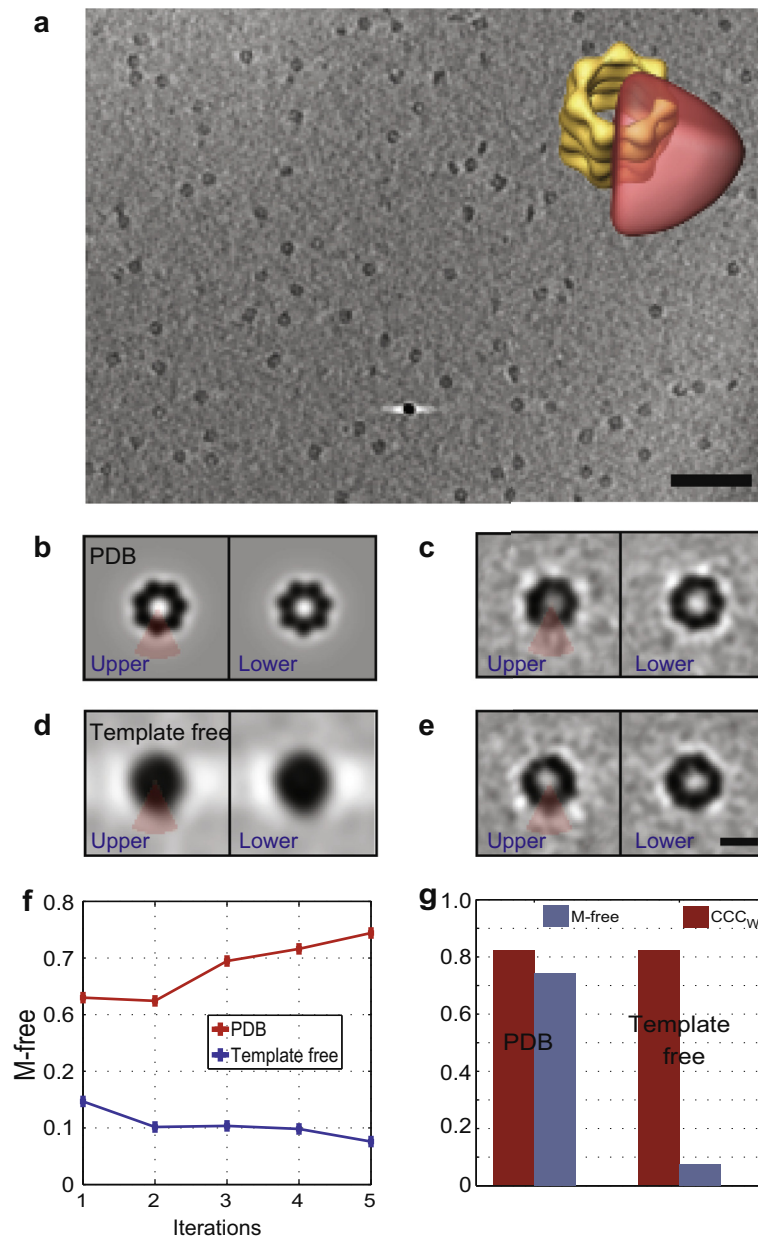 a
b
PDB
Upper
Lower
c
Upper
Lower
d
Template free
Upper
Lower
e
Upper
Lower
f
0.8
0.7
0.6
0.2
0.1
0
M-free
PDB
Template free
1 2 3 4 5
Iterations
g
1.0
0.8
0.6
0.4
0.2
0
M-free
CCCW
PDB
Template
free